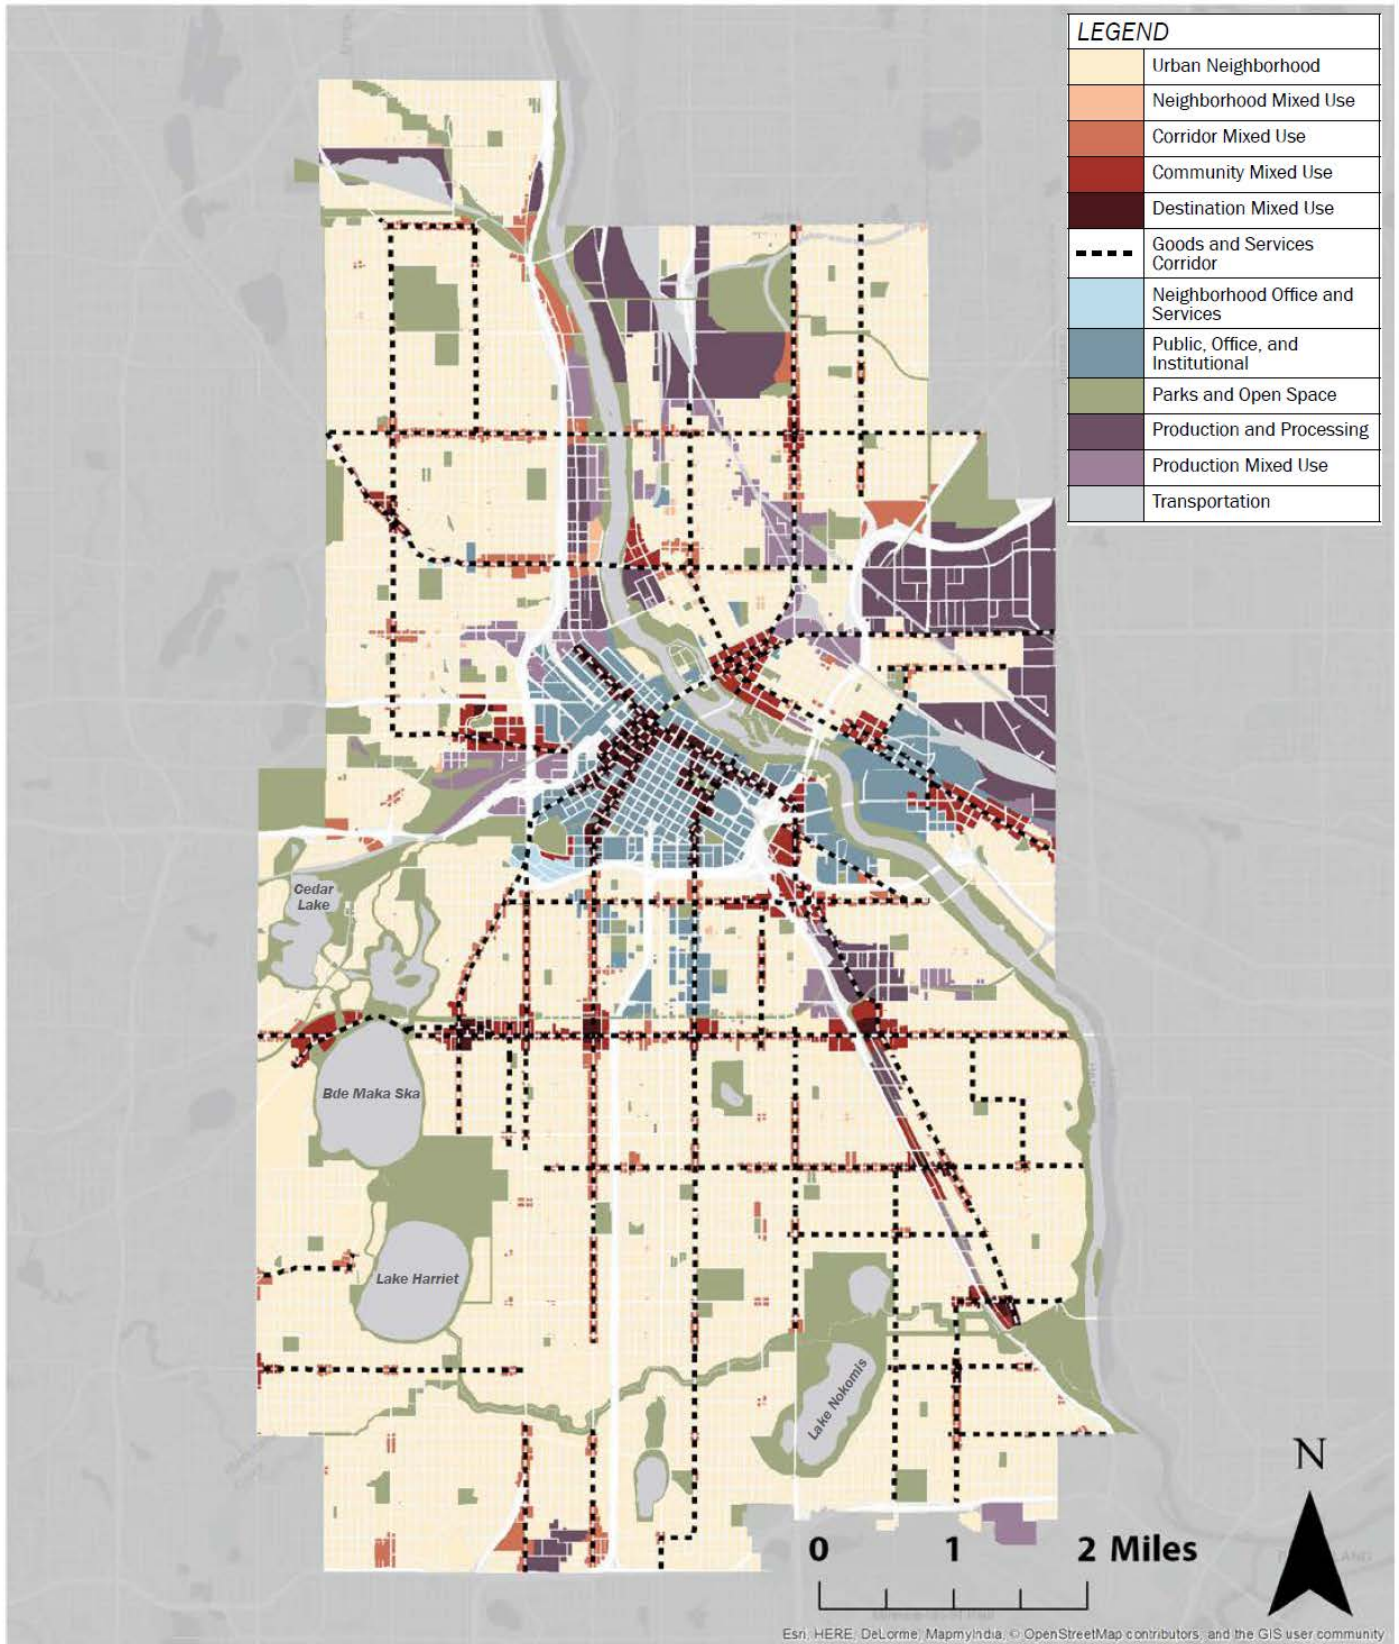 LEGEND
Urban Neighborhood
Neighborhood Mixed Use
Corridor Mixed Use
Community Mixed Use
Destination Mixed Use
Goods and Services
Corridor
Neighborhood Office and
Services
Public, Office, and
Institutional
Parks and Open Space
Production and Processing
Production Mixed Use
Transportation
Cedar
Lake
Bde Maka Ska
Lake Harriet
Lake Nokomis
N
0 1 2 Miles
Esri, HERE, DeLorme, MapmyIndia, © OpenStreetMap contributors, and the GIS user community